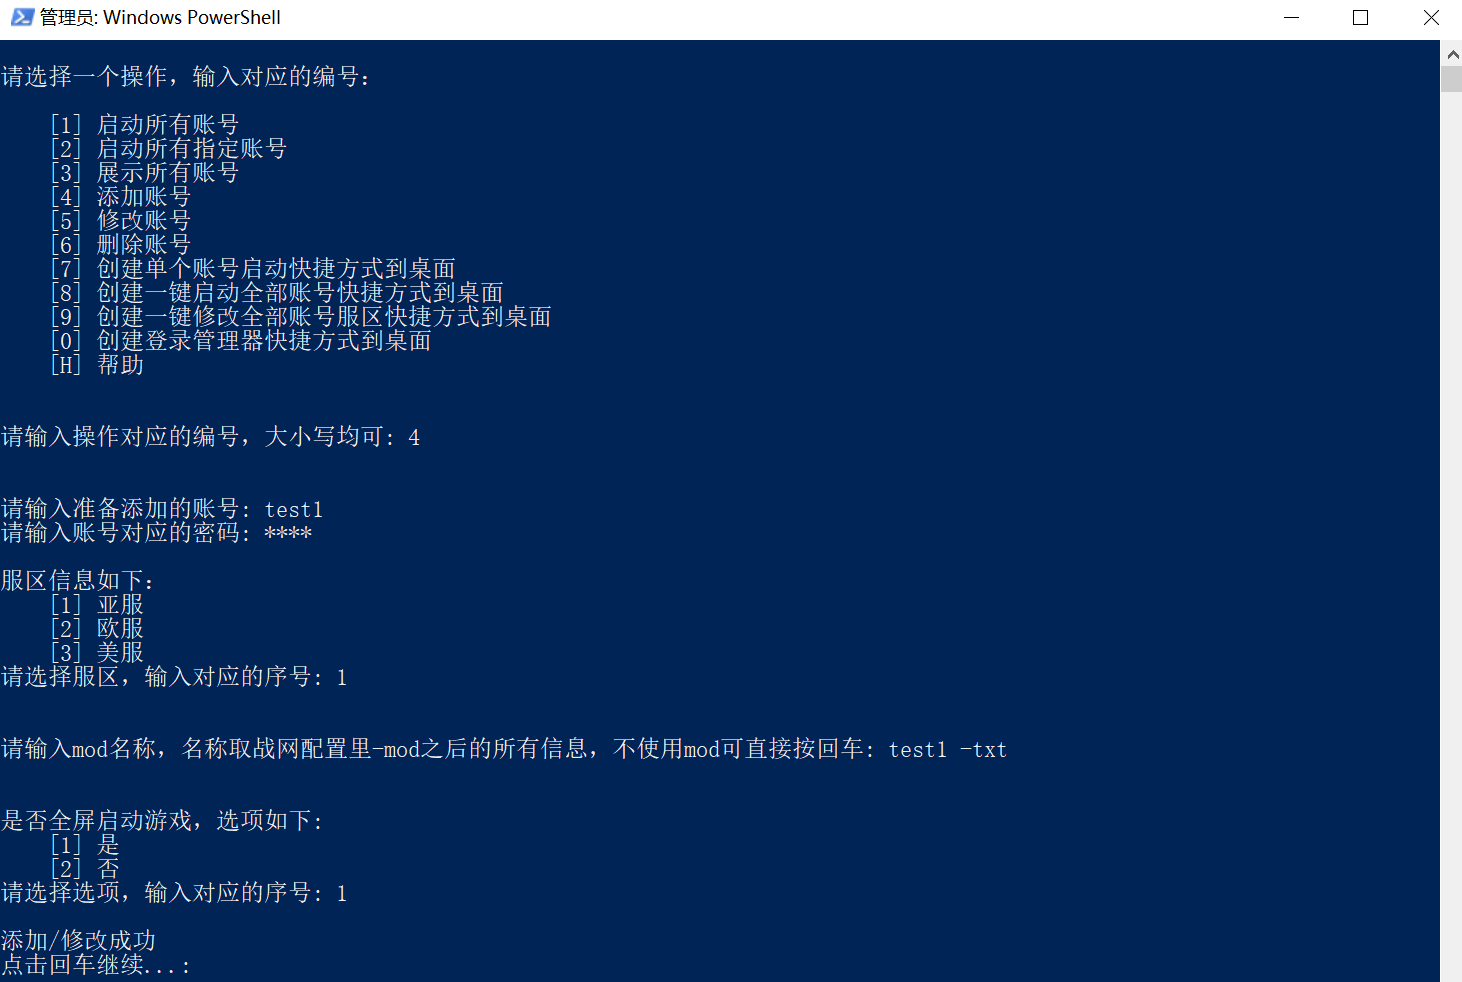 管理员: Windows PowerShell
请选择一个操作，输入对应的编号：
[1] 启动所有账号
[2] 启动所有指定账号
[3] 展示所有账号
[4] 添加账号
[5] 修改账号
[6] 删除账号
[7] 创建单个账号启动快捷方式到桌面
[8] 创建一键启动全部账号快捷方式到桌面
[9] 创建一键修改全部账号服区快捷方式到桌面
[0] 创建登录管理器快捷方式到桌面
[H] 帮助
请输入操作对应的编号，大小写均可: 4
请输入准备添加的账号: test1
请输入账号对应的密码: ****
服区信息如下：
[1] 亚服
[2] 欧服
[3] 美服
请选择服区，输入对应的序号: 1
请输入mod名称，名称取战网配置里-mod之后的所有信息，不使用mod可直接按回车: test1 -txt
是否全屏启动游戏，选项如下:
[1] 是
[2] 否
请选择选项，输入对应的序号: 1
添加/修改成功
点击回车继续...: